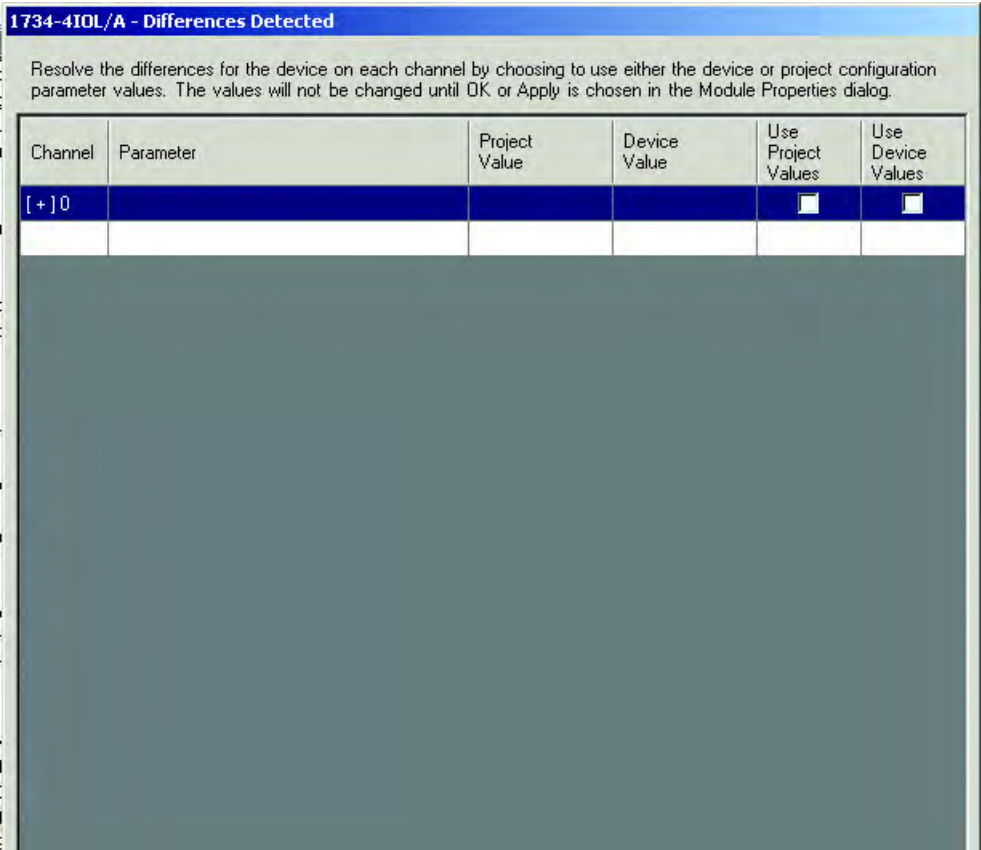 1734-4IOL/A - Differences Detected
Resolve the differences for the device on each channel by choosing to use either the device or project configuration
parameter values. The values will not be changed until OK or Apply is chosen in the Module Properties dialog.
Channel Parameter Project Value Device Value Use Project Values Use Device Values
[+] 0